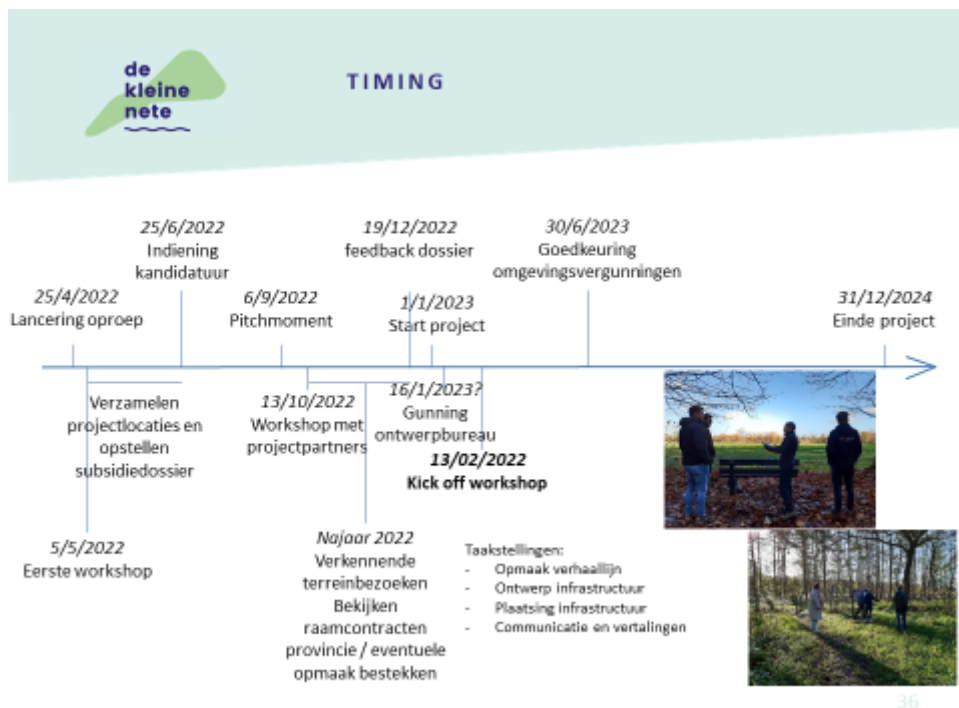 de
kleine
nete
TIMING
25/6/2022
Indiening
kandidatuur
19/12/2022
feedback dossier
30/6/2023
Goedkeuring
omgevingsvergunningen
25/4/2022
Lancering oproep
6/9/2022
Pitchmoment
1/1/2023
Start project
31/12/2024
Einde project
Verzamelen
projectlocaties en
opstellen
subsidiedossier
13/10/2022
Workshop met
projectpartners
16/1/2023?
Gunning
ontwerpbureau
13/02/2022
Kick off workshop
5/5/2022
Eerste workshop
Najaar 2022
Verkennende
terreinbezoeken
Bekijken
raamcontracten
provincie / eventuele
opmaak bestekken
Taakstellingen:
- Opmaak verhaallijn
- Ontwerp infrastructuur
- Plaatsing infrastructuur
- Communicatie en vertalingen
36